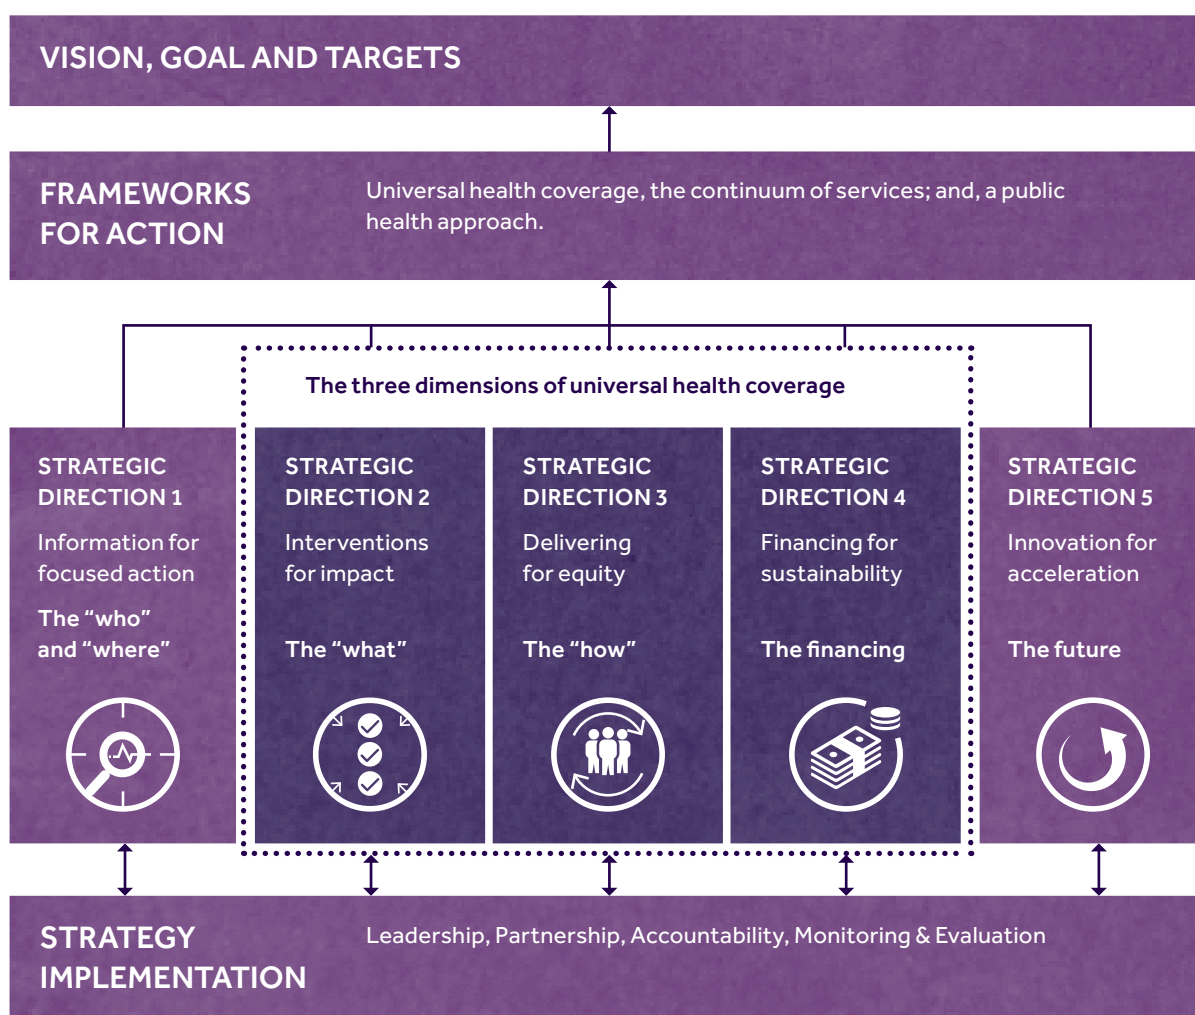 VISION, GOAL AND TARGETS
FRAMEWORKS
FOR ACTION
Universal health coverage, the continuum of services; and, a public
health approach.
The three dimensions of universal health coverage
STRATEGIC
DIRECTION 1
Information for
focused action
The “who”
and “where”
STRATEGIC
DIRECTION 2
Interventions
for impact
The “what”
STRATEGIC
DIRECTION 3
Delivering
for equity
The “how”
STRATEGIC
DIRECTION 4
Financing for
sustainability
The financing
STRATEGIC
DIRECTION 5
Innovation for
acceleration
The future
STRATEGY
IMPLEMENTATION
Leadership, Partnership, Accountability, Monitoring & Evaluation